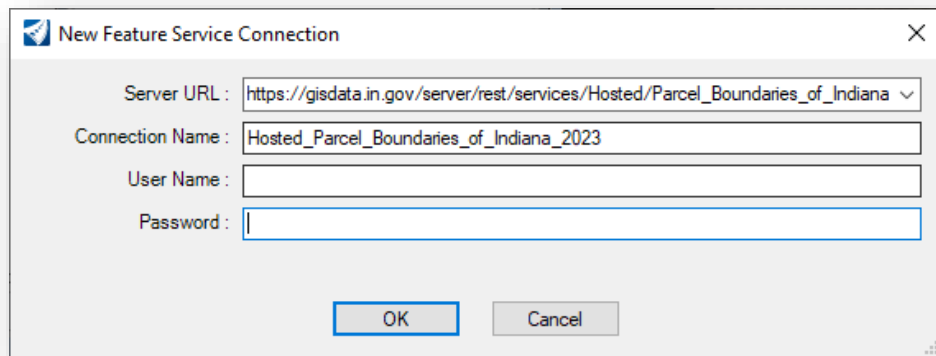 New Feature Service Connection
Server URL : https://gisdata.in.gov/server/rest/services/Hosted/Parcel_Boundaries_of_Indiana
Connection Name : Hosted_Parcel_Boundaries_of_Indiana_2023
User Name :
Password :
OK Cancel